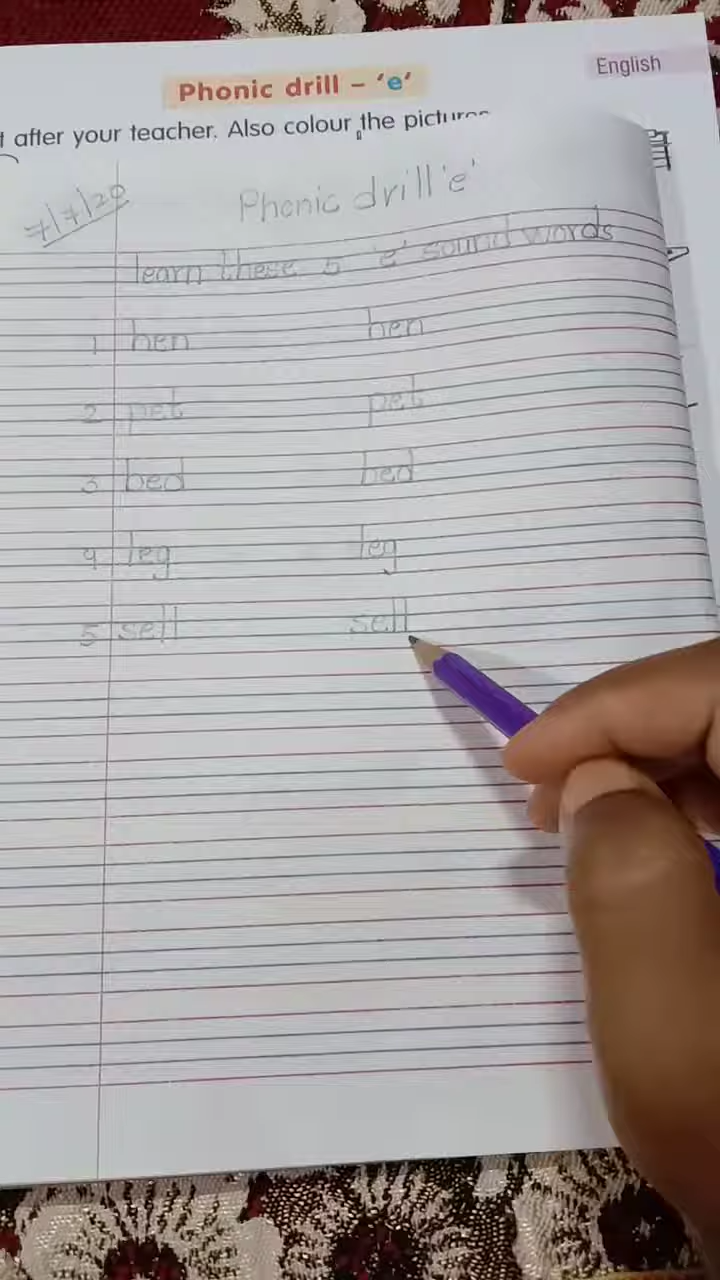 English
Phonic drill – 'e'
t after your teacher. Also colour the pictures
7/7/20
Phonic drill 'e'
learn these 5 'e' sound words
1 hen hen
2 pet pet
3 bed bed
4 leg leg
5 sell sell